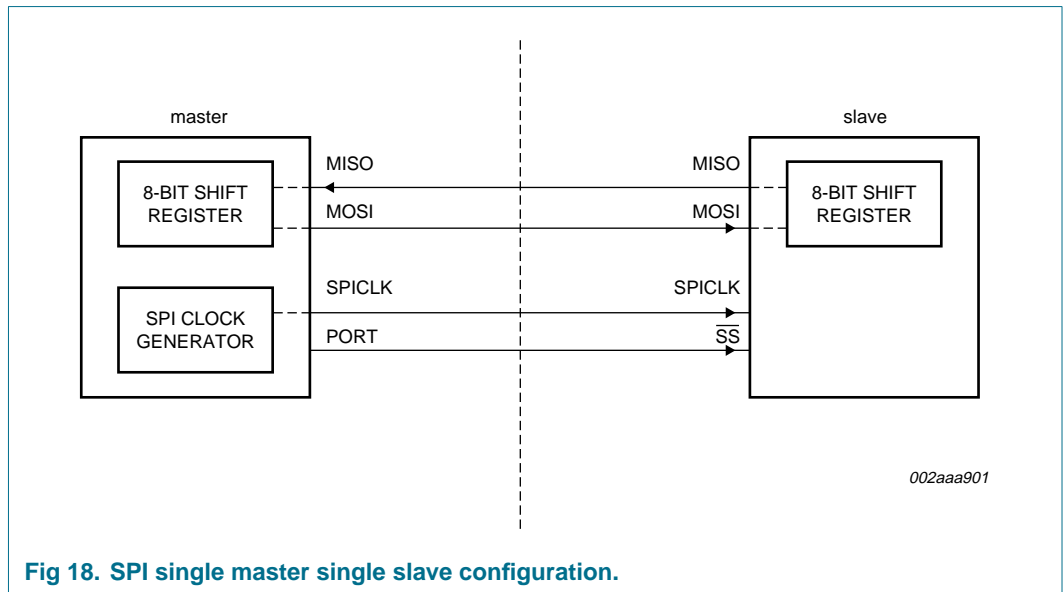 master
slave
MISO
MISO
8-BIT SHIFT
REGISTER
8-BIT SHIFT
REGISTER
MOSI
MOSI
SPICLK
SPICLK
SPI CLOCK
GENERATOR
PORT
S̅S̅
002aaa901
Fig 18. SPI single master single slave configuration.